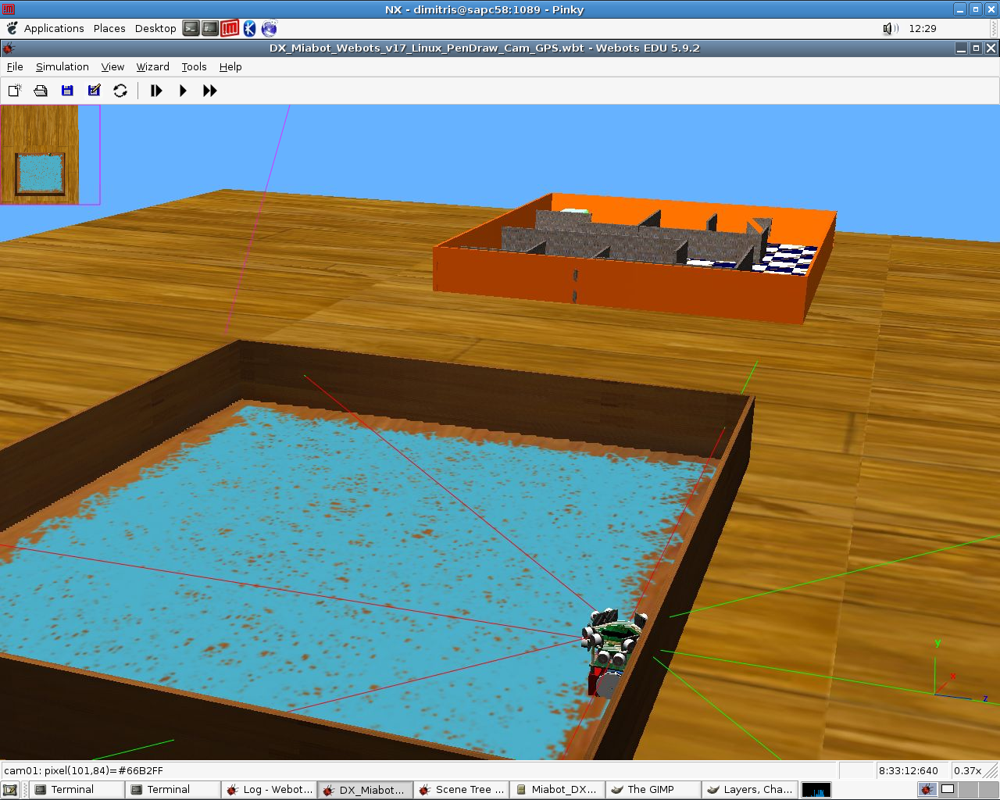 NX - dimitris@sapc58:1089 - Pinky
Applications Places Desktop 12:29
DX_Miabot_Webots_v17_Linux_PenDraw_Cam_GPS.wbt - Webots EDU 5.9.2
File Simulation View Wizard Tools Help
y
x
z
cam01: pixel(101,84)=#66B2FF 8:33:12:640 0.37x
Terminal Terminal Log - Webot... DX_Miabot... Scene Tree ... Miabot_DX... The GIMP Layers, Cha...